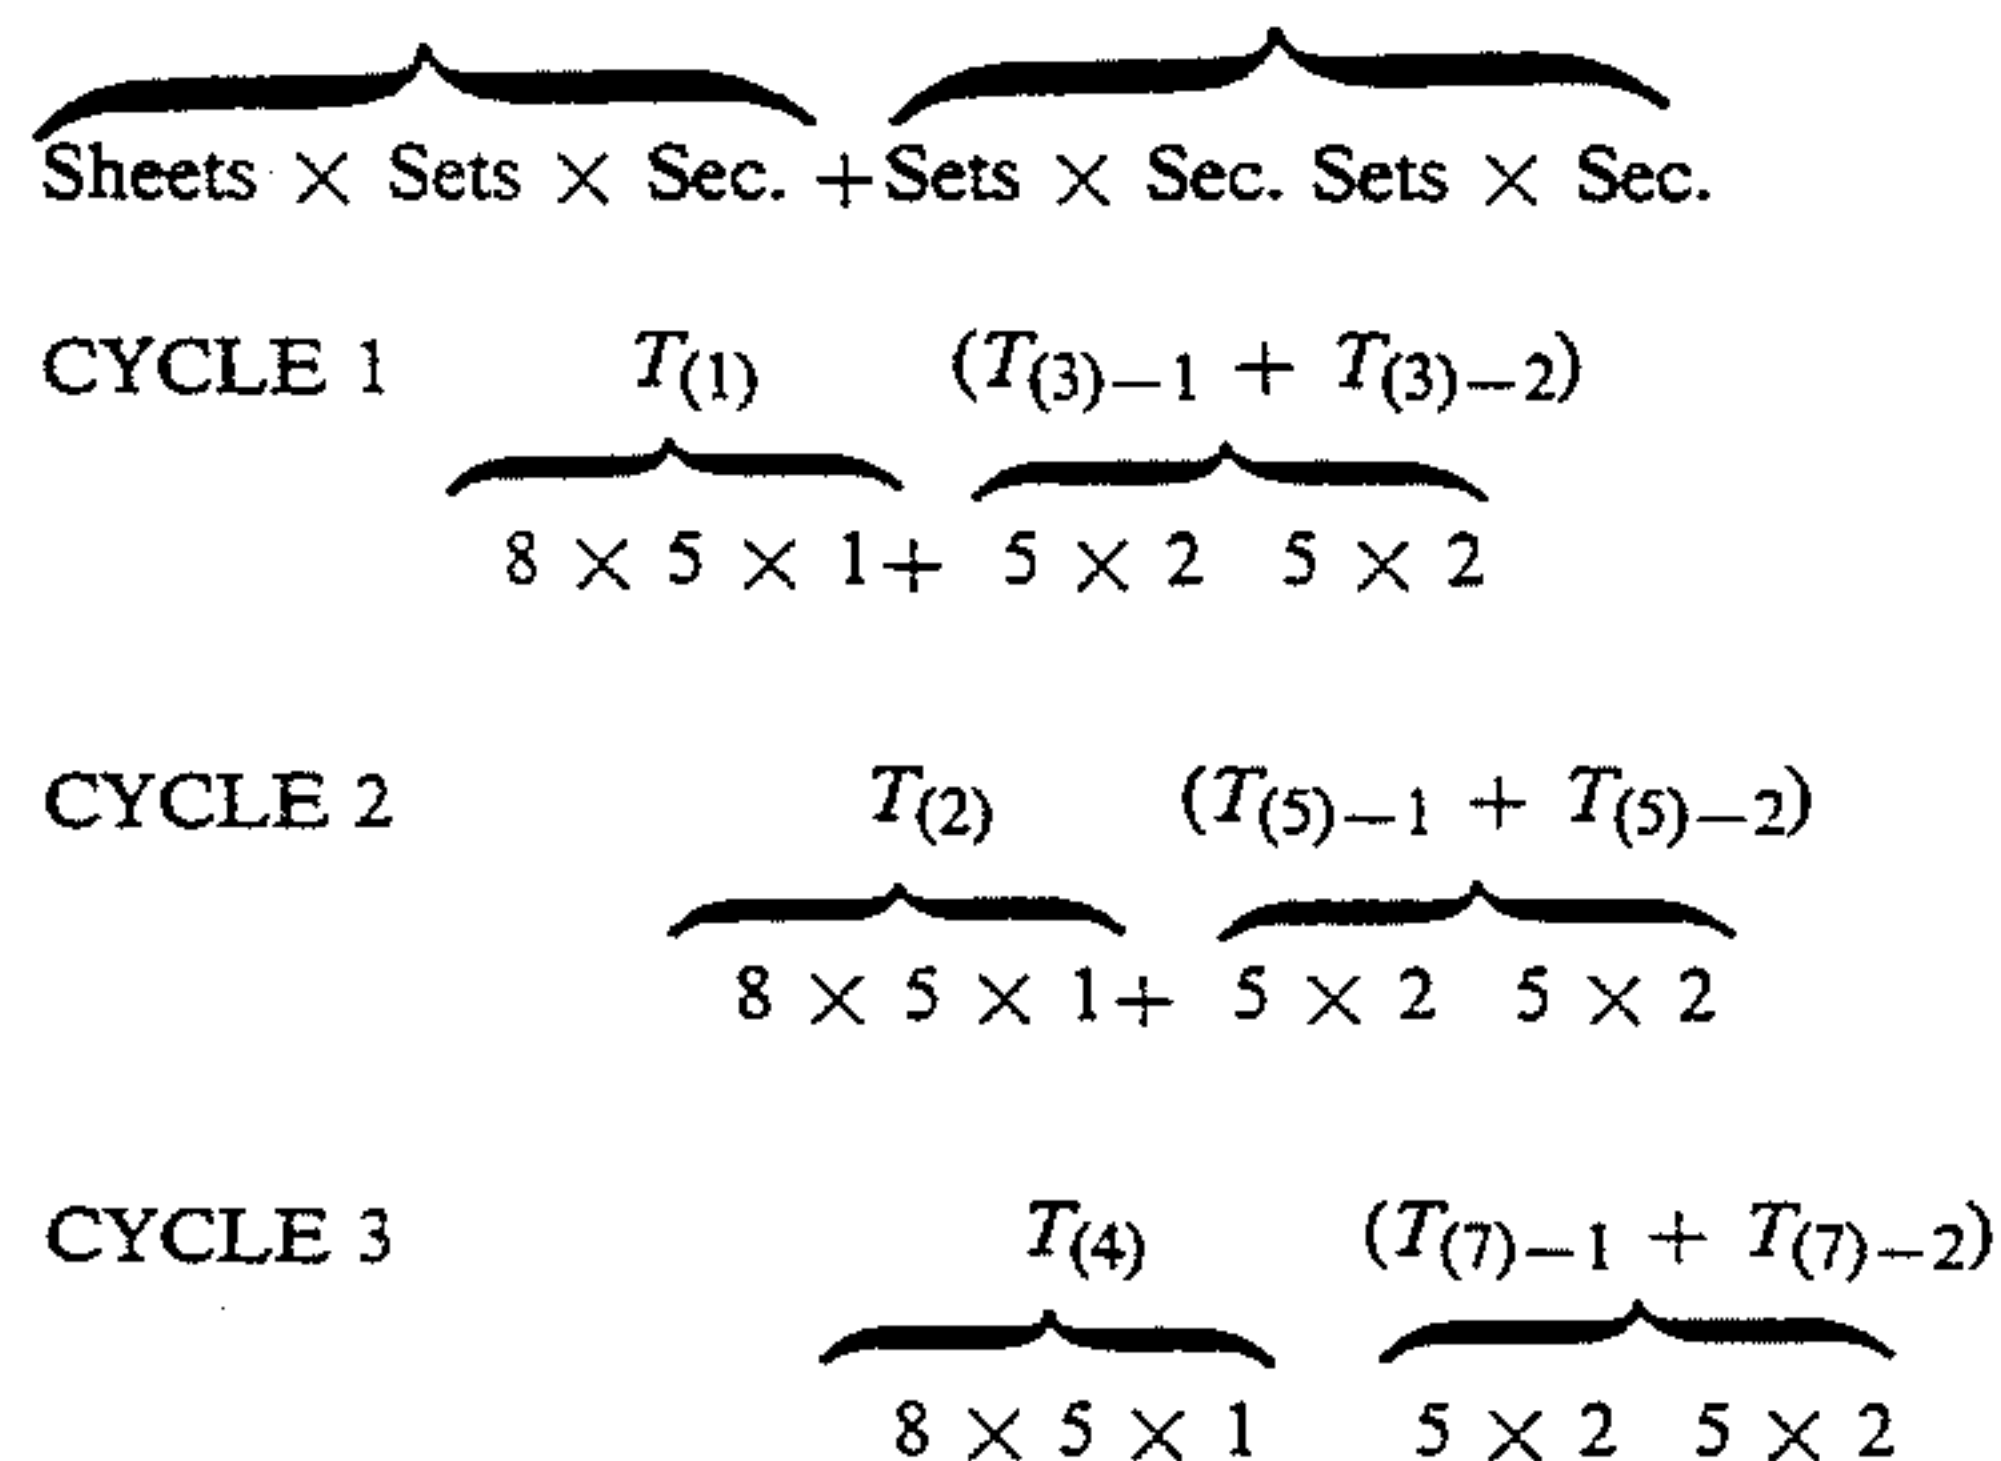 Sheets × Sets × Sec. + Sets × Sec. Sets × Sec.
CYCLE 1 T(1) (T(3)−1 + T(3)−2)
8 × 5 × 1 + 5 × 2 5 × 2
CYCLE 2 T(2) (T(5)−1 + T(5)−2)
8 × 5 × 1 + 5 × 2 5 × 2
CYCLE 3 T(4) (T(7)−1 + T(7)−2)
8 × 5 × 1 5 × 2 5 × 2